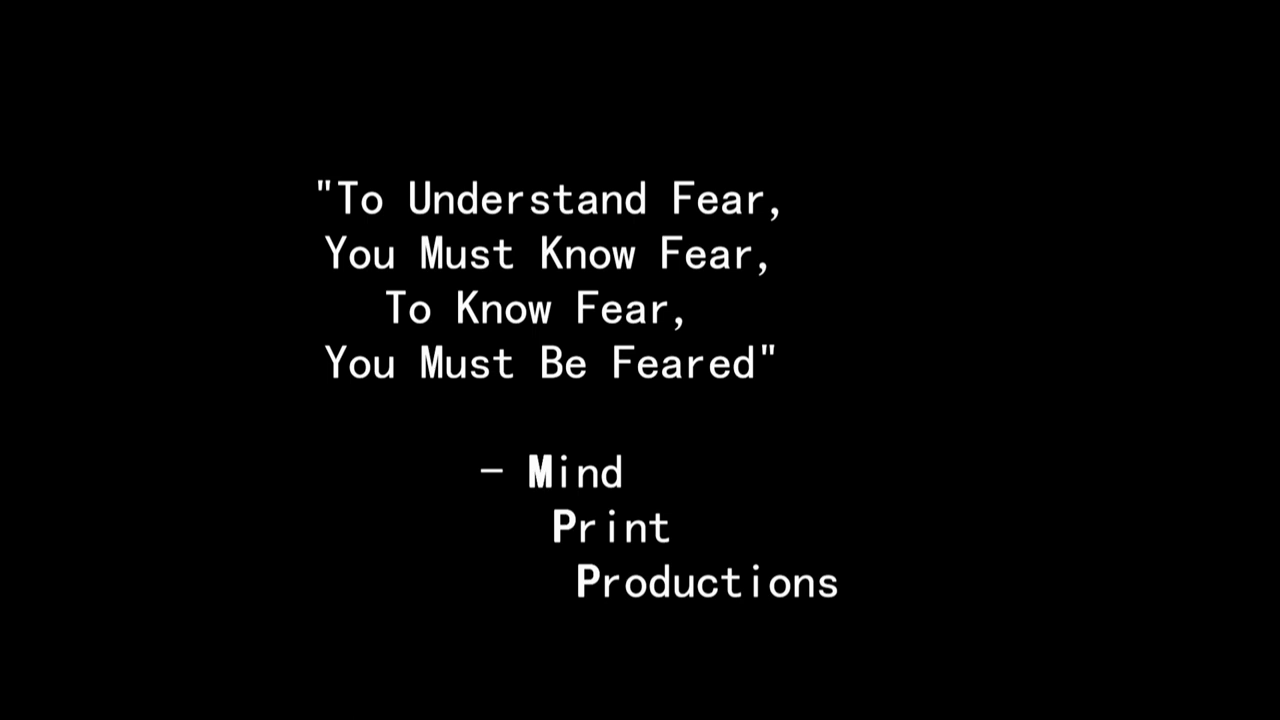 "To Understand Fear,
You Must Know Fear,
To Know Fear,
You Must Be Feared"
- Mind
Print
Productions